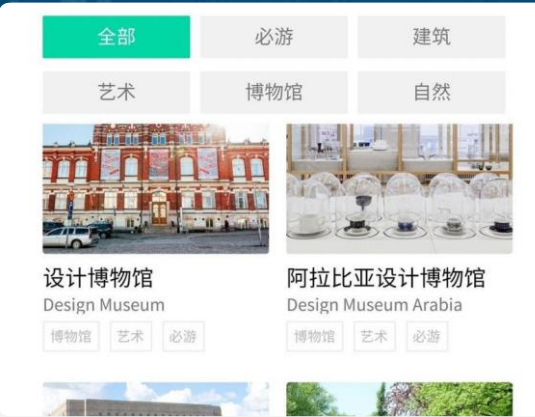 全部 必游 建筑
艺术 博物馆 自然
设计博物馆
Design Museum
博物馆 艺术 必游
阿拉比亚设计博物馆
Design Museum Arabia
博物馆 艺术 必游